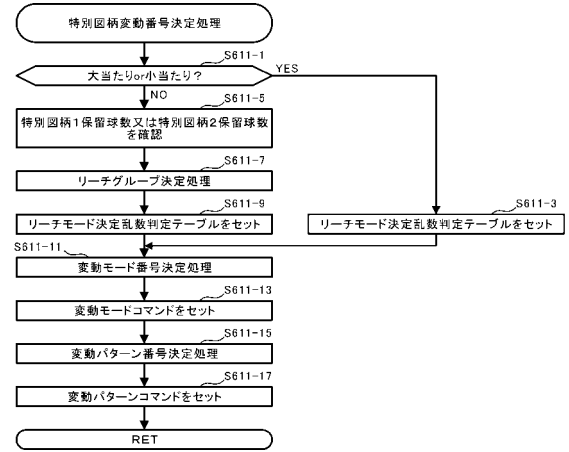 特別図柄変動番号決定処理
S611-1
大当たりor小当たり？
YES
NO
S611-5
特別図柄1保留球数又は特別図柄2保留球数
を確認
S611-7
リーチグループ決定処理
S611-9
リーチモード決定乱数判定テーブルをセット
S611-3
リーチモード決定乱数判定テーブルをセット
S611-11
変動モード番号決定処理
S611-13
変動モードコマンドをセット
S611-15
変動パターン番号決定処理
S611-17
変動パターンコマンドをセット
RET